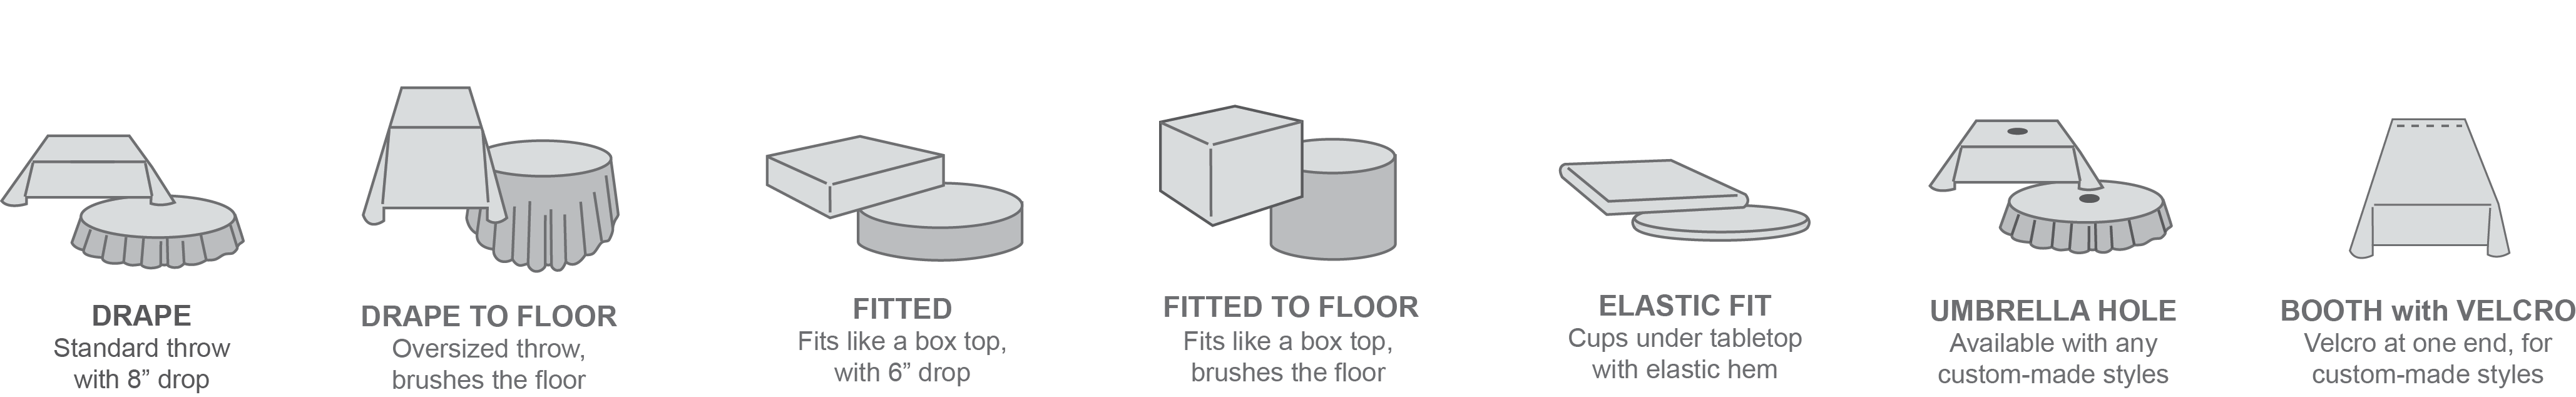 DRAPE
Standard throw
with 8” drop
DRAPE TO FLOOR
Oversized throw,
brushes the floor
FITTED
Fits like a box top,
with 6” drop
FITTED TO FLOOR
Fits like a box top,
brushes the floor
ELASTIC FIT
Cups under tabletop
with elastic hem
UMBRELLA HOLE
Available with any
custom-made styles
BOOTH with VELCRO
Velcro at one end, for
custom-made styles